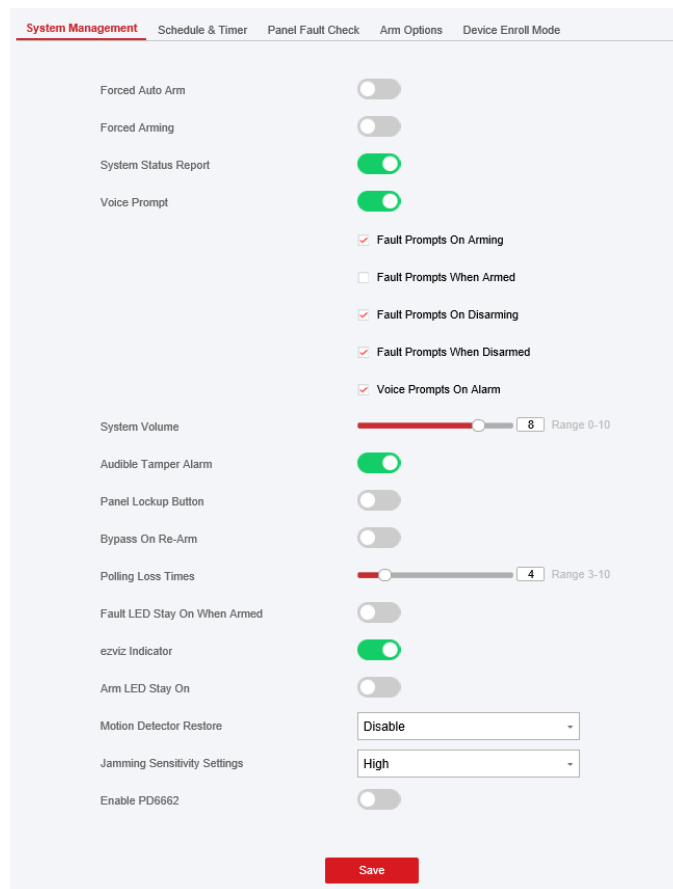 System Management Schedule & Timer Panel Fault Check Arm Options Device Enroll Mode
Forced Auto Arm
Forced Arming
System Status Report
Voice Prompt
Fault Prompts On Arming
Fault Prompts When Armed
Fault Prompts On Disarming
Fault Prompts When Disarmed
Voice Prompts On Alarm
System Volume 8 Range 0-10
Audible Tamper Alarm
Panel Lockup Button
Bypass On Re-Arm
Polling Loss Times 4 Range 3-10
Fault LED Stay On When Armed
ezviz Indicator
Arm LED Stay On
Motion Detector Restore Disable
Jamming Sensitivity Settings High
Enable PD6662
Save